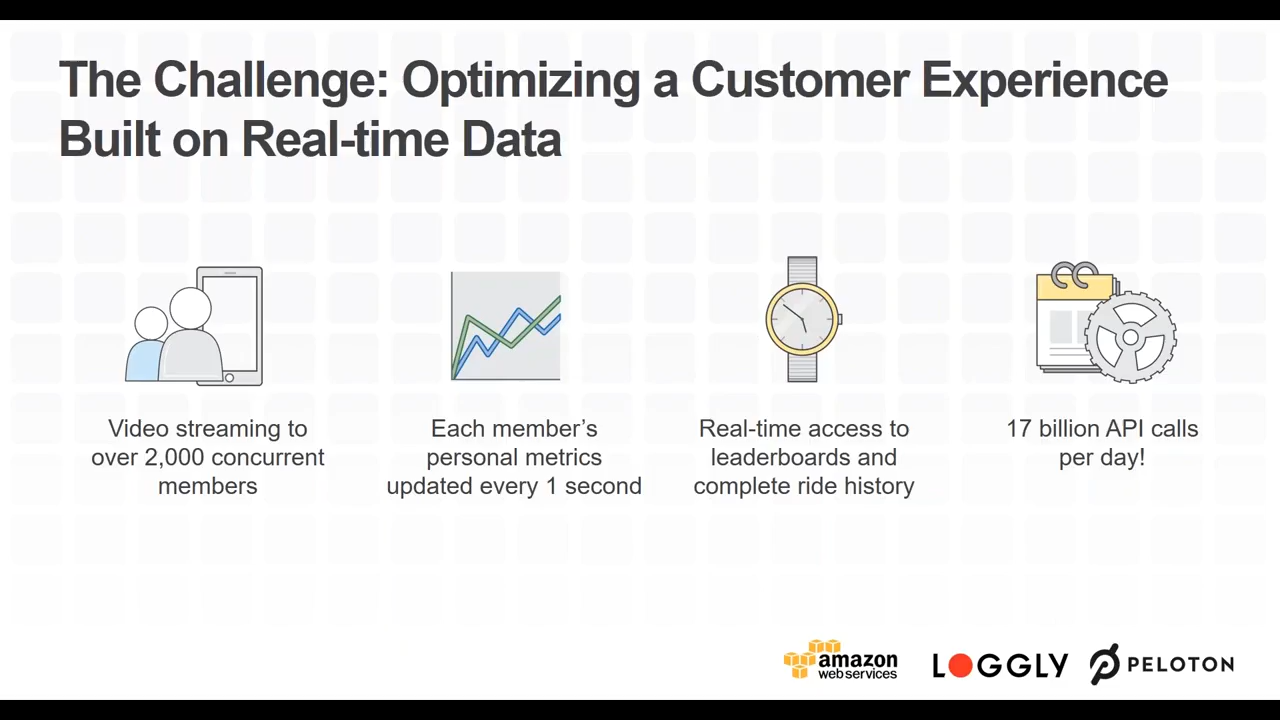 The Challenge: Optimizing a Customer Experience
Built on Real-time Data
Video streaming to
over 2,000 concurrent
members
Each member’s
personal metrics
updated every 1 second
Real-time access to
leaderboards and
complete ride history
17 billion API calls
per day!
amazon
webservices
LOGGLY
PELOTON